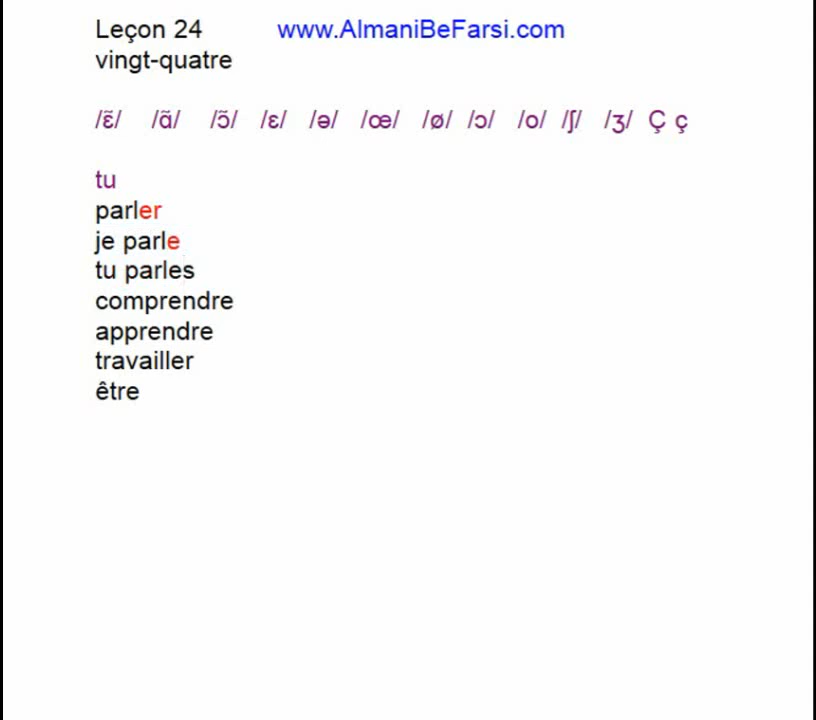 Leçon 24 www.AlmaniBeFarsi.com
vingt-quatre
/ɛ̃/ /ɑ̃/ /ɔ̃/ /ɛ/ /ə/ /œ/ /ø/ /ɔ/ /o/ /ʃ/ /ʒ/ Ç ç
tu
parler
je parle
tu parles
comprendre
apprendre
travailler
être